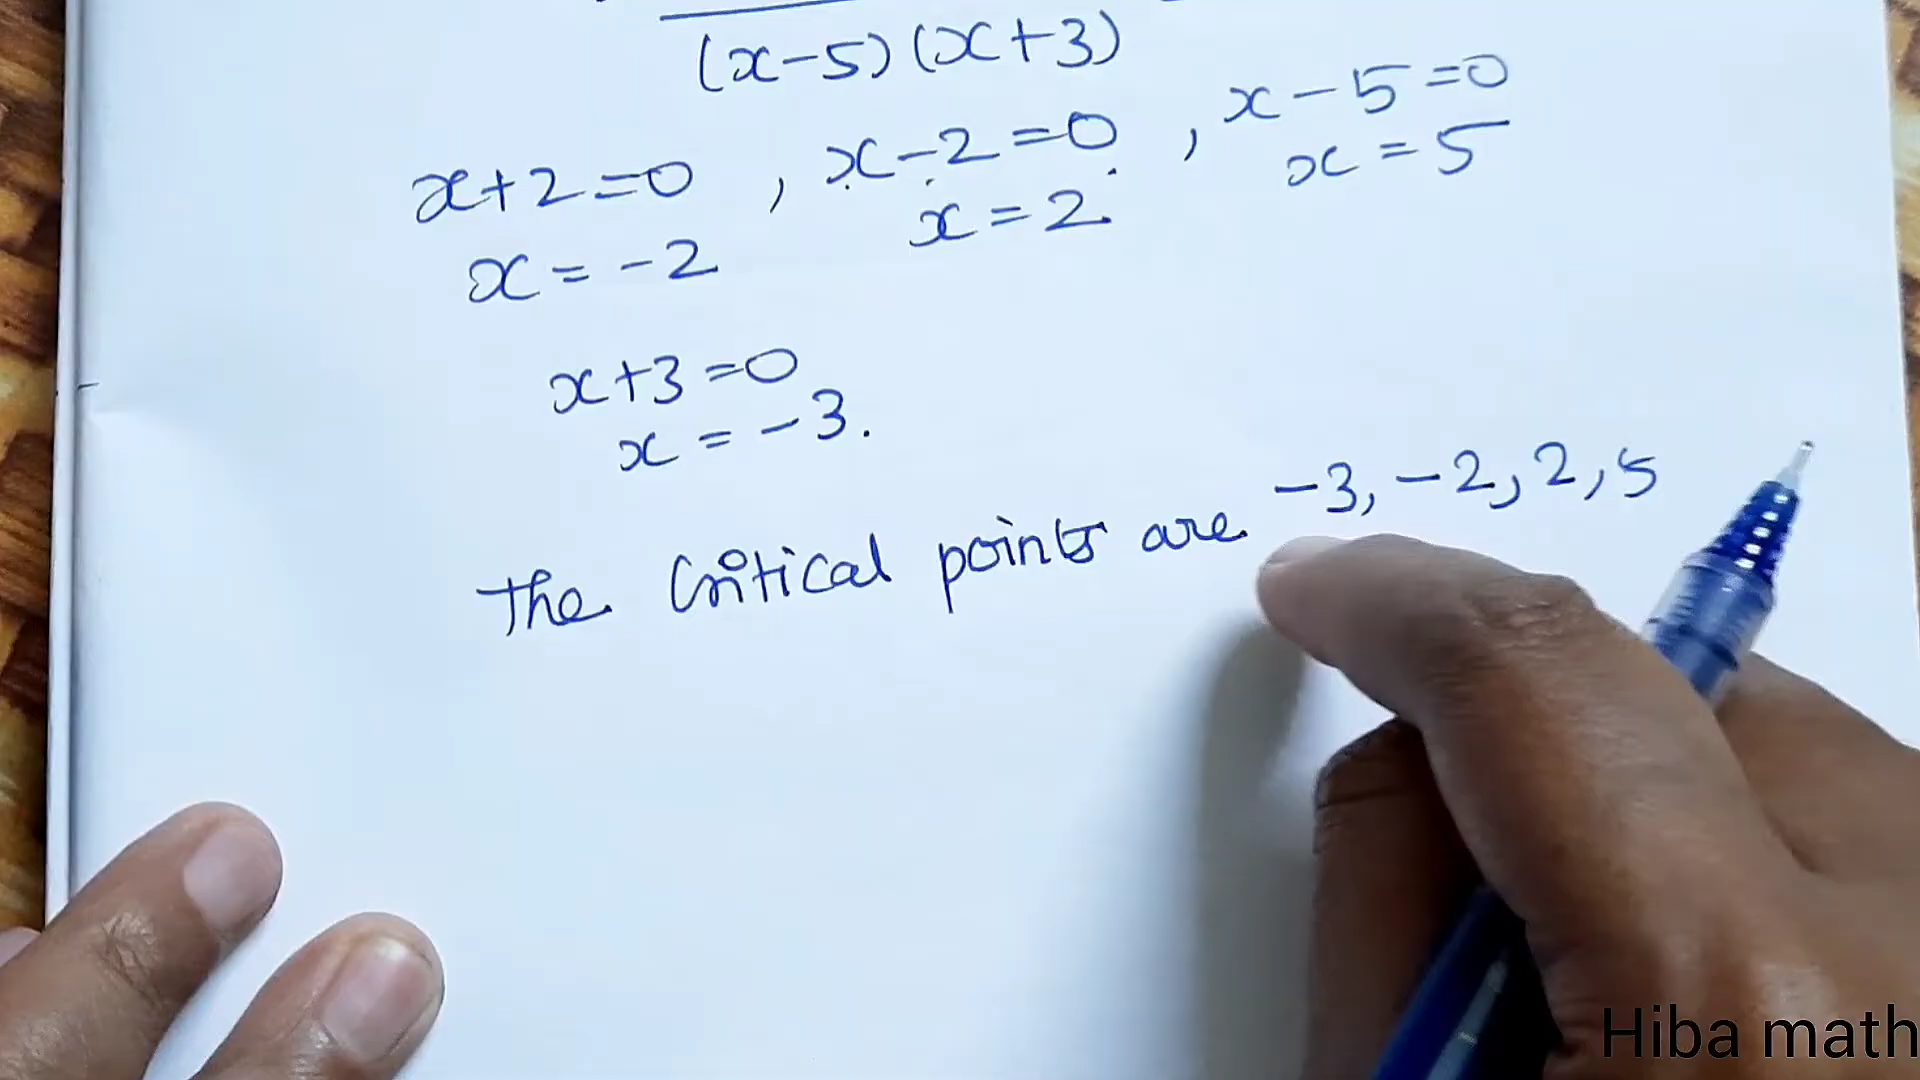 (x-5)(x+3)
x+2=0 , x-2=0 , x-5=0
x=-2 x=2 x=5
x+3=0
x=-3.
The Critical points are -3, -2, 2, 5
Hiba math